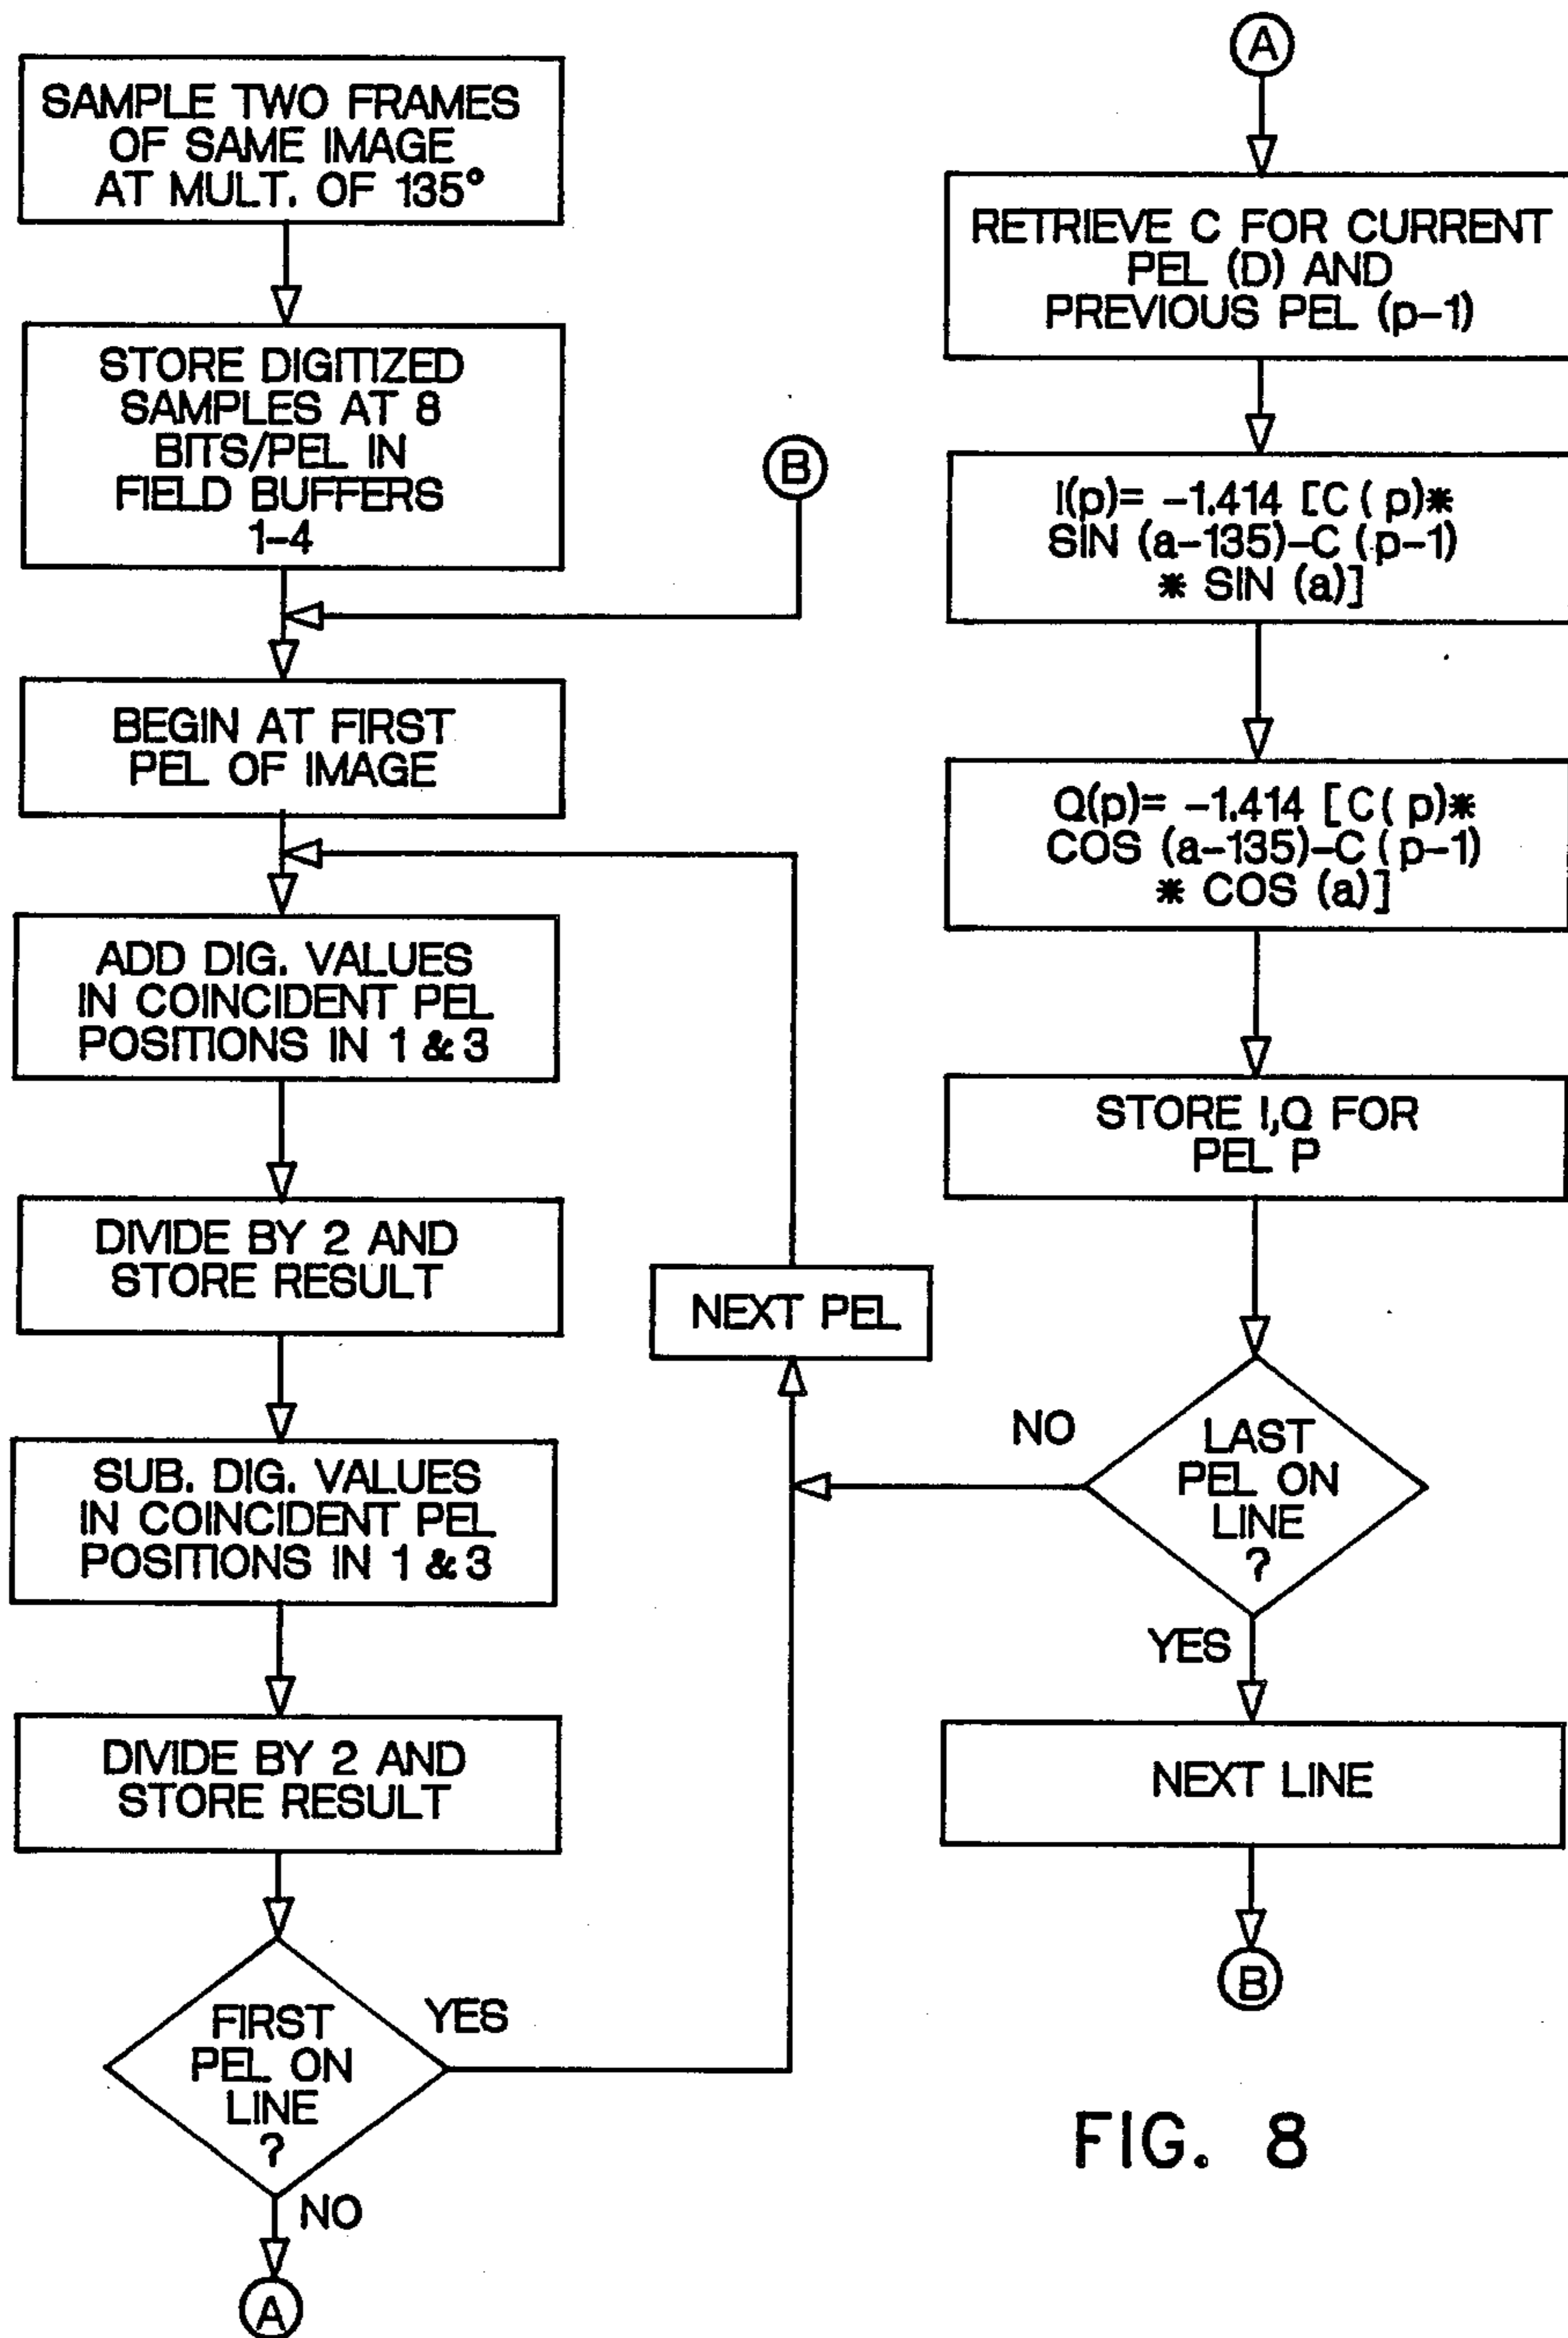 SAMPLE TWO FRAMES
OF SAME IMAGE
AT MULT. OF 135°
STORE DIGITIZED
SAMPLES AT 8
BITS/PEL IN
FIELD BUFFERS
1-4
B
BEGIN AT FIRST
PEL OF IMAGE
ADD DIG. VALUES
IN COINCIDENT PEL
POSITIONS IN 1 & 3
DIVIDE BY 2 AND
STORE RESULT
NEXT PEL
SUB. DIG. VALUES
IN COINCIDENT PEL
POSITIONS IN 1 & 3
DIVIDE BY 2 AND
STORE RESULT
FIRST
PEL ON
LINE
?
YES
NO
A
A
RETRIEVE C FOR CURRENT
PEL (D) AND
PREVIOUS PEL (p-1)
I(p)= -1.414 [C(p)*
SIN (a-135)-C(p-1)
* SIN (a)]
Q(p)= -1.414 [C(p)*
COS (a-135)-C(p-1)
* COS (a)]
STORE I,Q FOR
PEL P
LAST
PEL ON
LINE
?
NO
YES
NEXT LINE
B
FIG. 8